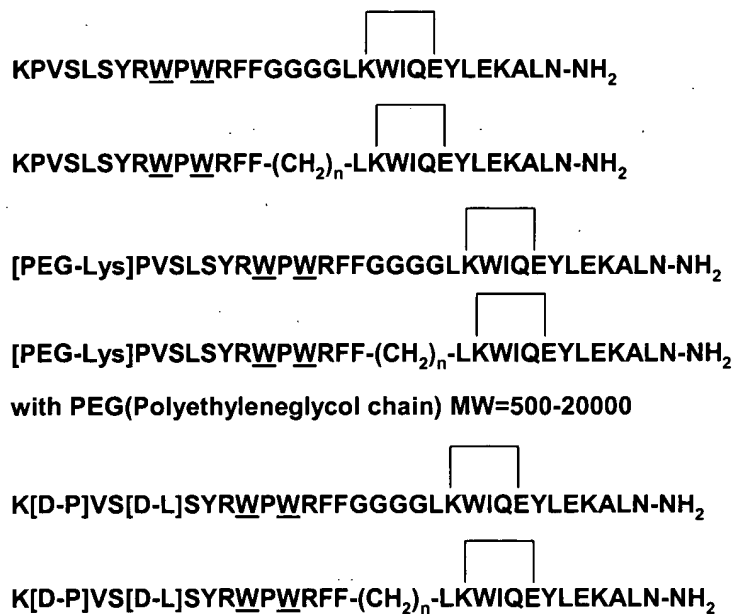 KPVSLSYRWPWRFFGGGGLKWIQEYLEKALN-NH₂
KPVSLSYRWPWRFF-(CH₂)ₙ-LKWIQEYLEKALN-NH₂
[PEG-Lys]PVSLSYRWPWRFFGGGGLKWIQEYLEKALN-NH₂
[PEG-Lys]PVSLSYRWPWRFF-(CH₂)ₙ-LKWIQEYLEKALN-NH₂
with PEG(Polyethyleneglycol chain) MW=500-20000
K[D-P]VS[D-L]SYRWPWRFFGGGGLKWIQEYLEKALN-NH₂
K[D-P]VS[D-L]SYRWPWRFF-(CH₂)ₙ-LKWIQEYLEKALN-NH₂